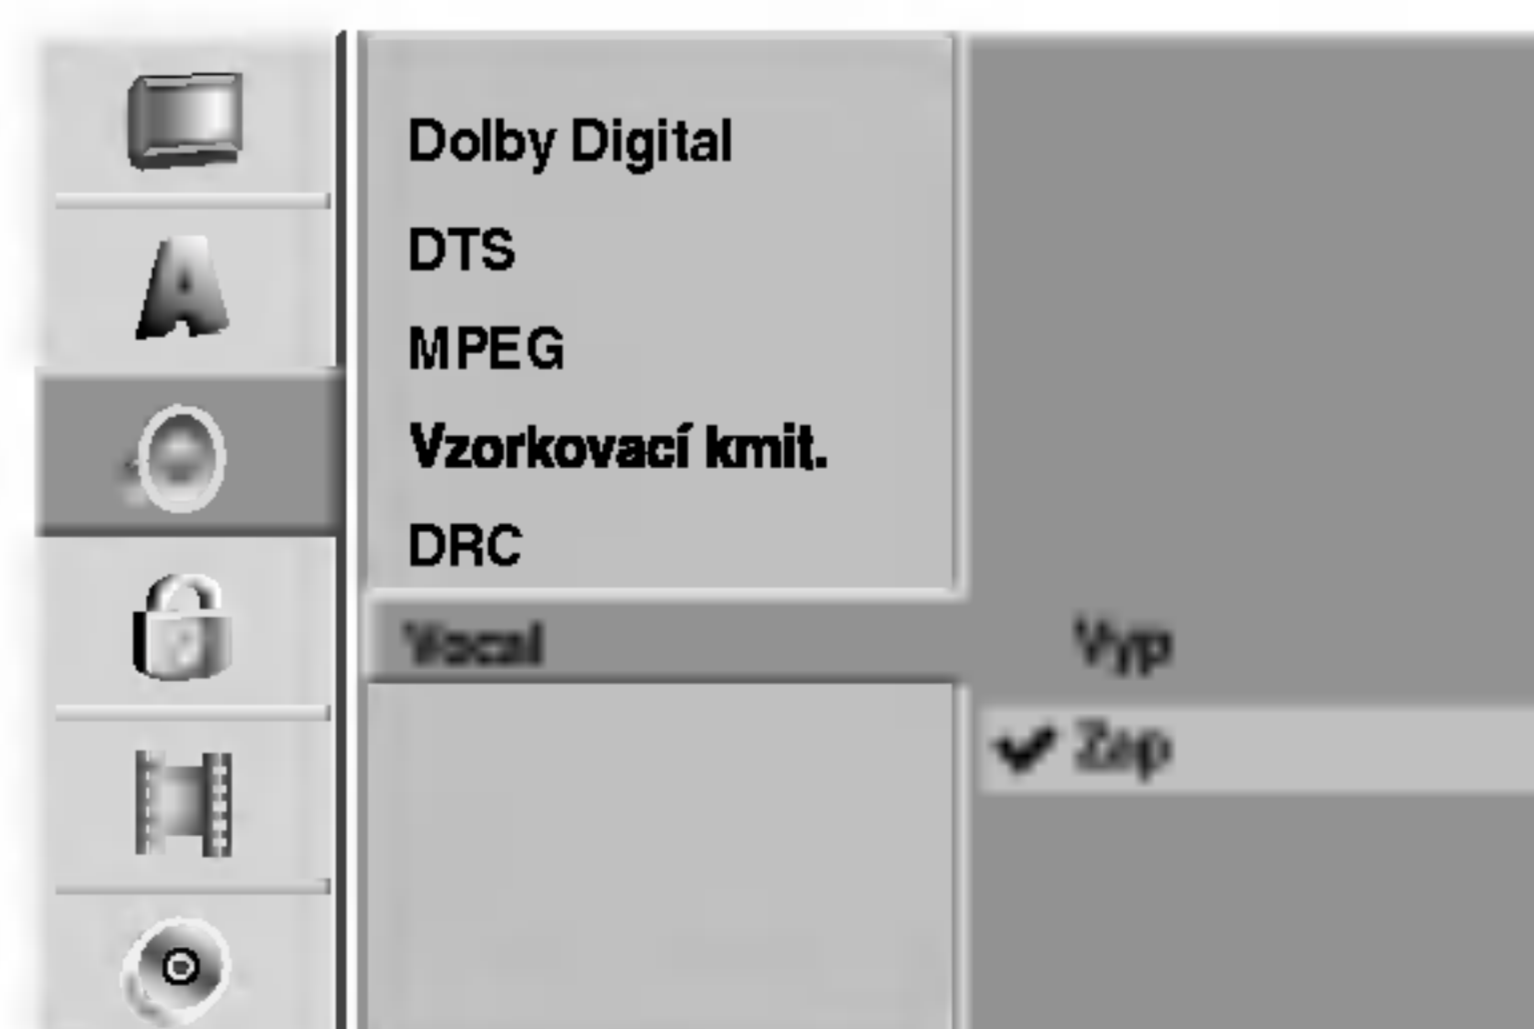 Dolby Digital
DTS
MPEG
Vzorkovací kmit.
DRC
Vocal
Vyp
Zap